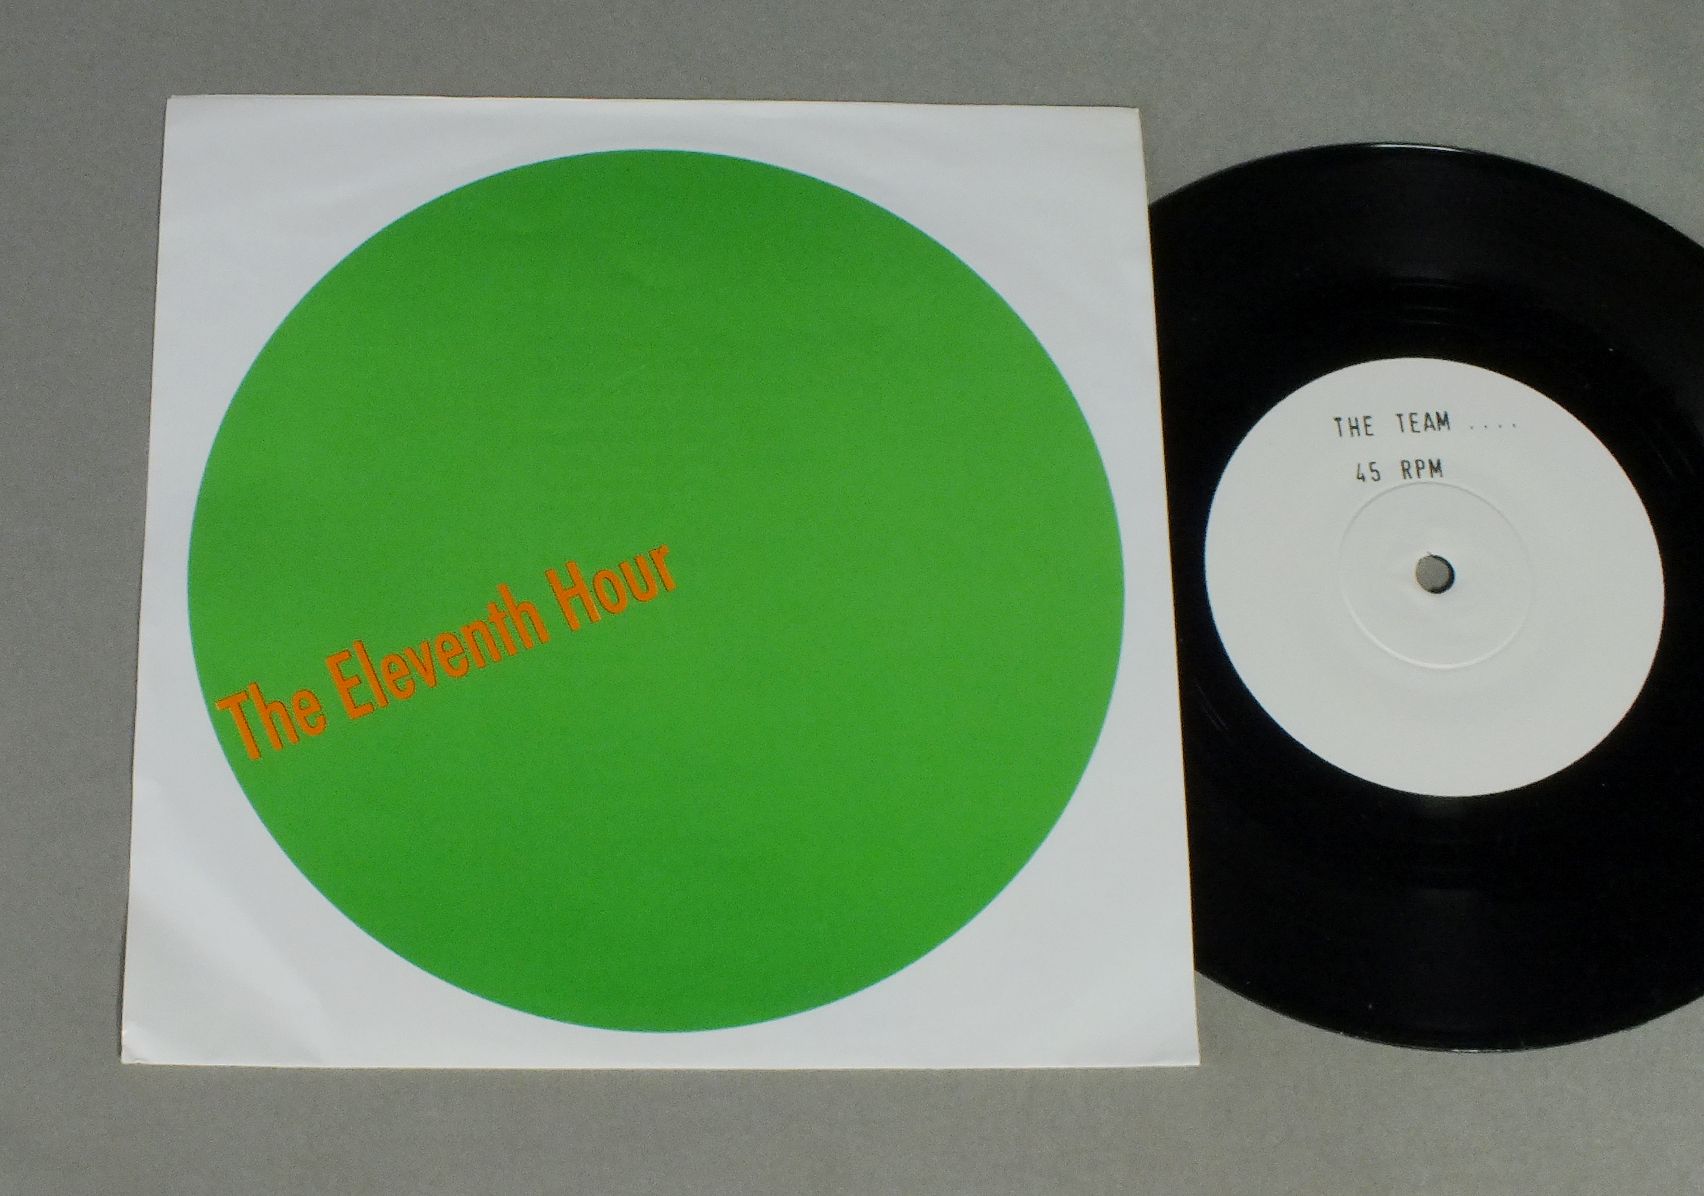 The Eleventh Hour
THE TEAM ....
45 RPM